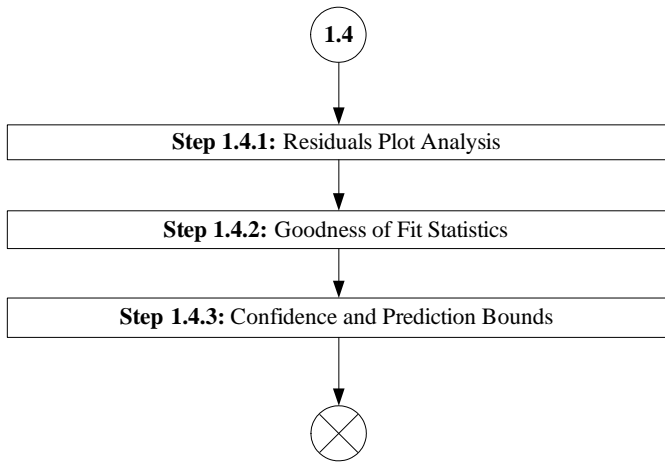 1.4
Step 1.4.1: Residuals Plot Analysis
Step 1.4.2: Goodness of Fit Statistics
Step 1.4.3: Confidence and Prediction Bounds